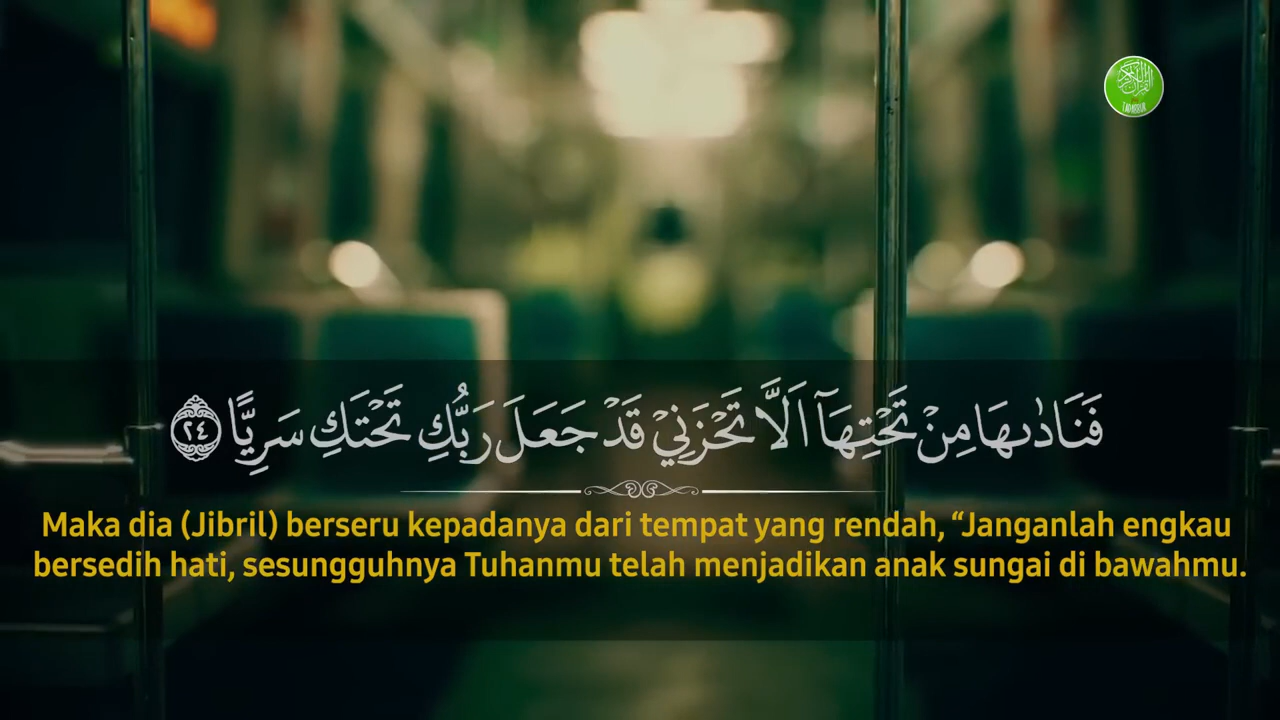 فَنَادٰىهَا مِنْ تَحْتِهَآ اَلَّا تَحْزَنِيْ قَدْ جَعَلَ رَبُّكِ تَحْتَكِ سَرِيًّا ۝٢٤
Maka dia (Jibril) berseru kepadanya dari tempat yang rendah, “Janganlah engkau
bersedih hati, sesungguhnya Tuhanmu telah menjadikan anak sungai di bawahmu.